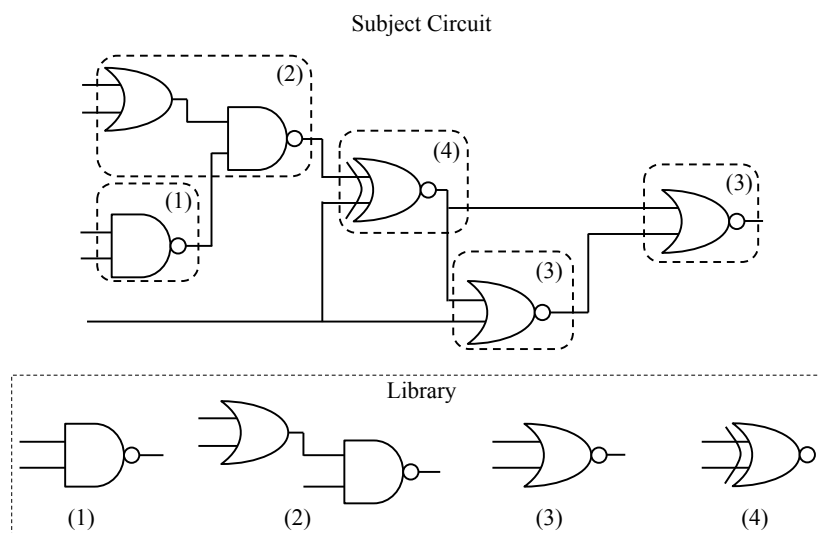 Subject Circuit
(2)
(4)
(1)
(3)
(3)
Library
(1) (2) (3) (4)